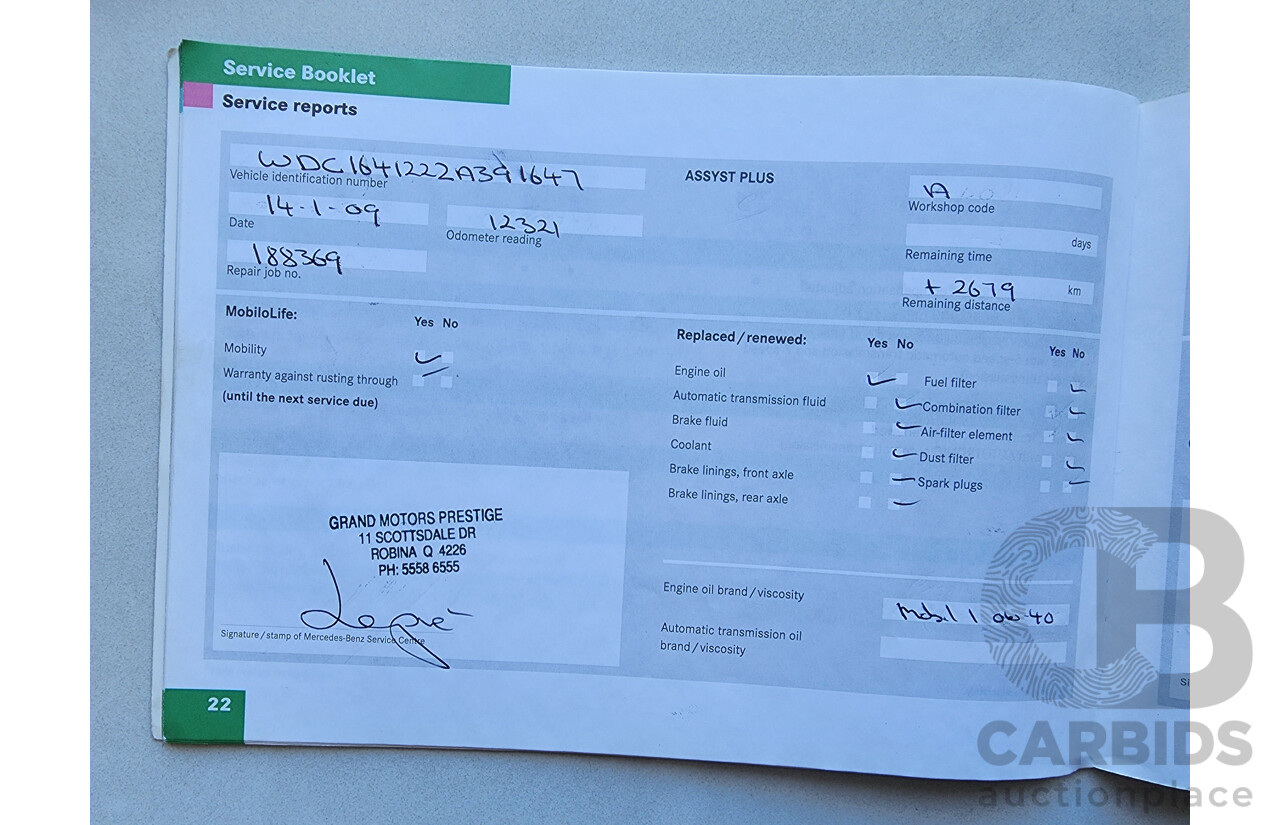 Service Booklet
Service reports
WDC1641222A391647
Vehicle identification number
ASSYST PLUS
1A
Workshop code
14-1-09
Date
12321
Odometer reading
days
Remaining time
188369
Repair job no.
+ 2679 km
Remaining distance
MobiloLife:
Yes No
Mobility
Warranty against rusting through
(until the next service due)
Replaced/renewed:
Yes No
Yes No
Engine oil
Fuel filter
Automatic transmission fluid
Combination filter
Brake fluid
Air-filter element
Coolant
Dust filter
Brake linings, front axle
Spark plugs
Brake linings, rear axle
GRAND MOTORS PRESTIGE
11 SCOTTSDALE DR
ROBINA Q 4226
PH: 5558 6555
Signature/stamp of Mercedes-Benz Service Centre
Engine oil brand/viscosity
Mobil 1 0w 40
Automatic transmission oil
brand/viscosity
22
CB
CARBIDS
auctionplace